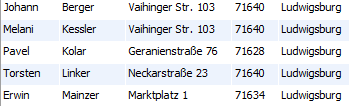 Johann Berger Vaihinger Str. 103 71640 Ludwigsburg
Melani Kessler Vaihinger Str. 103 71640 Ludwigsburg
Pavel Kolar Geranienstraße 76 71628 Ludwigsburg
Torsten Linker Neckarstraße 23 71640 Ludwigsburg
Erwin Mainzer Marktplatz 1 71634 Ludwigsburg